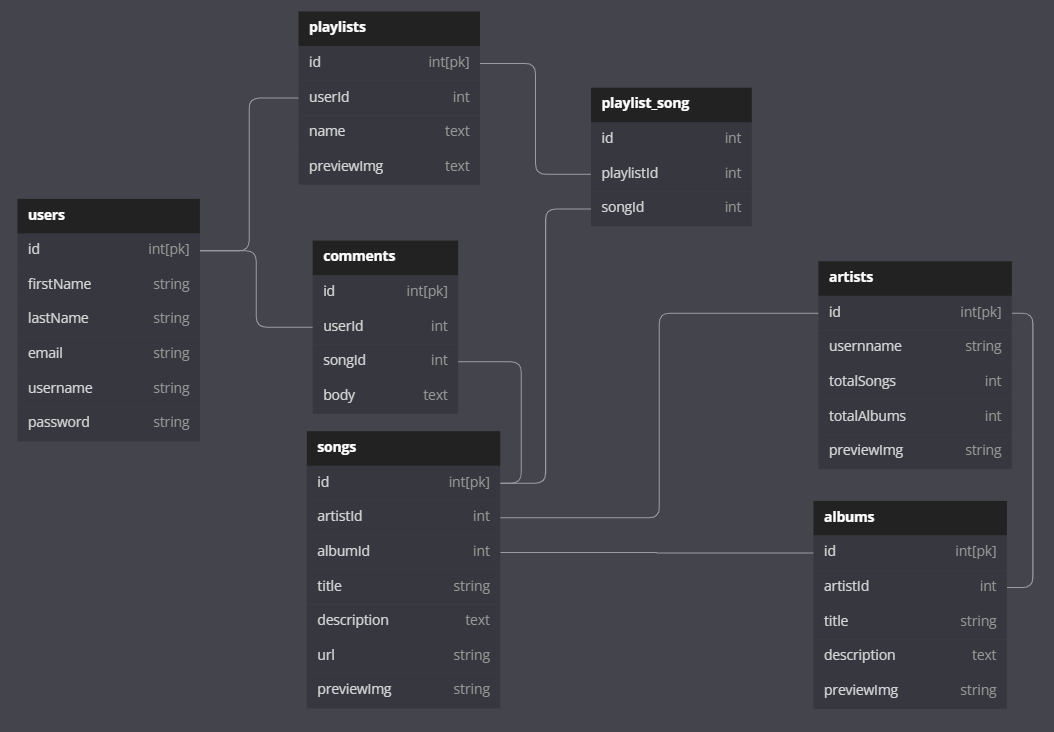 playlists
id int[pk]
userId int
name text
previewImg text
playlist_song
id int
playlistId int
songId int
users
id int[pk]
firstName string
lastName string
email string
username string
password string
comments
id int[pk]
userId int
songId int
body text
artists
id int[pk]
usernname string
totalSongs int
totalAlbums int
previewImg string
songs
id int[pk]
artistId int
albumId int
title string
description text
url string
previewImg string
albums
id int[pk]
artistId int
title string
description text
previewImg string